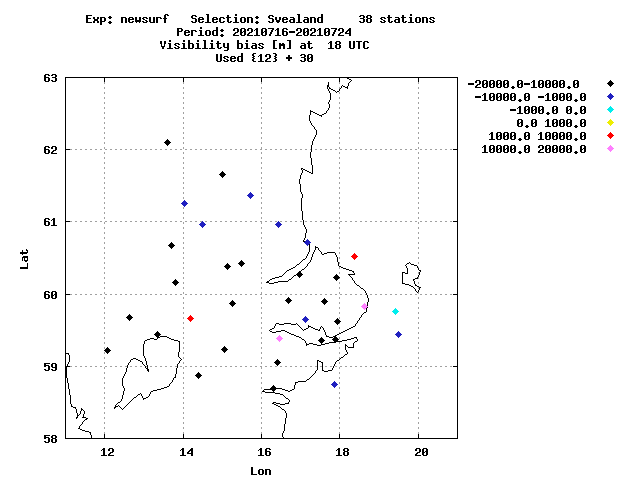 Exp: newsurf   Selection: Svealand     38 stations
Period: 20210716-20210724
Visibility bias [m] at  18 UTC
Used {12} + 30
63
62
61
60
59
58
Lat
12
14
16
18
20
Lon
-20000.0-10000.0
-10000.0 -1000.0
-1000.0 0.0
0.0 1000.0
1000.0 10000.0
10000.0 20000.0